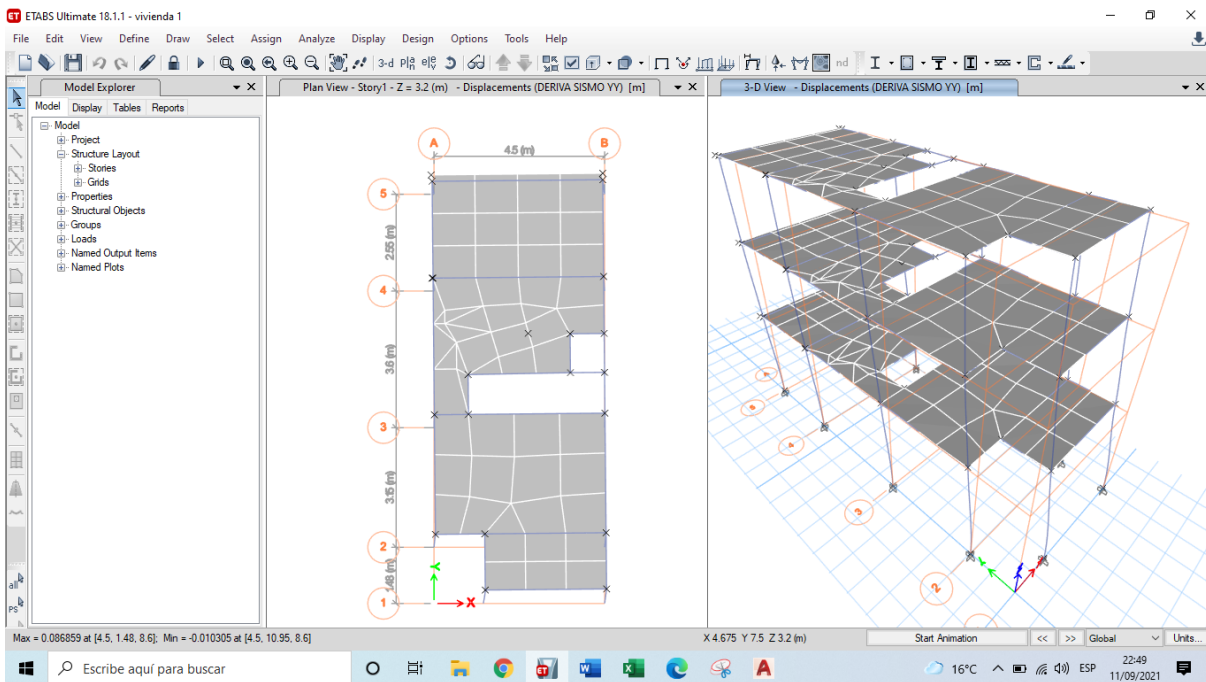 ETABS Ultimate 18.1.1 - vivienda 1
File Edit View Define Draw Select Assign Analyze Display Design Options Tools Help
3-d plȧ elẹ nd
Model Explorer
Model Display Tables Reports
Model
Project
Structure Layout
Stories
Grids
Properties
Structural Objects
Groups
Loads
Named Output Items
Named Plots
all
PS
Plan View - Story1 - Z = 3.2 (m) - Displacements (DERIVA SISMO YY) [m]
A B
4.5 (m)
5
2.55 (m)
4
3.6 (m)
3
3.15 (m)
2
1.48 (m)
1
Y
X
3-D View - Displacements (DERIVA SISMO YY) [m]
4
3
2
Max = 0.086859 at [4.5, 1.48, 8.6]; Min = -0.010305 at [4.5, 10.95, 8.6]
X 4.675 Y 7.5 Z 3.2 (m)
Start Animation
<< >>
Global
Units...
Escribe aquí para buscar
16°C
ESP
22:49
11/09/2021